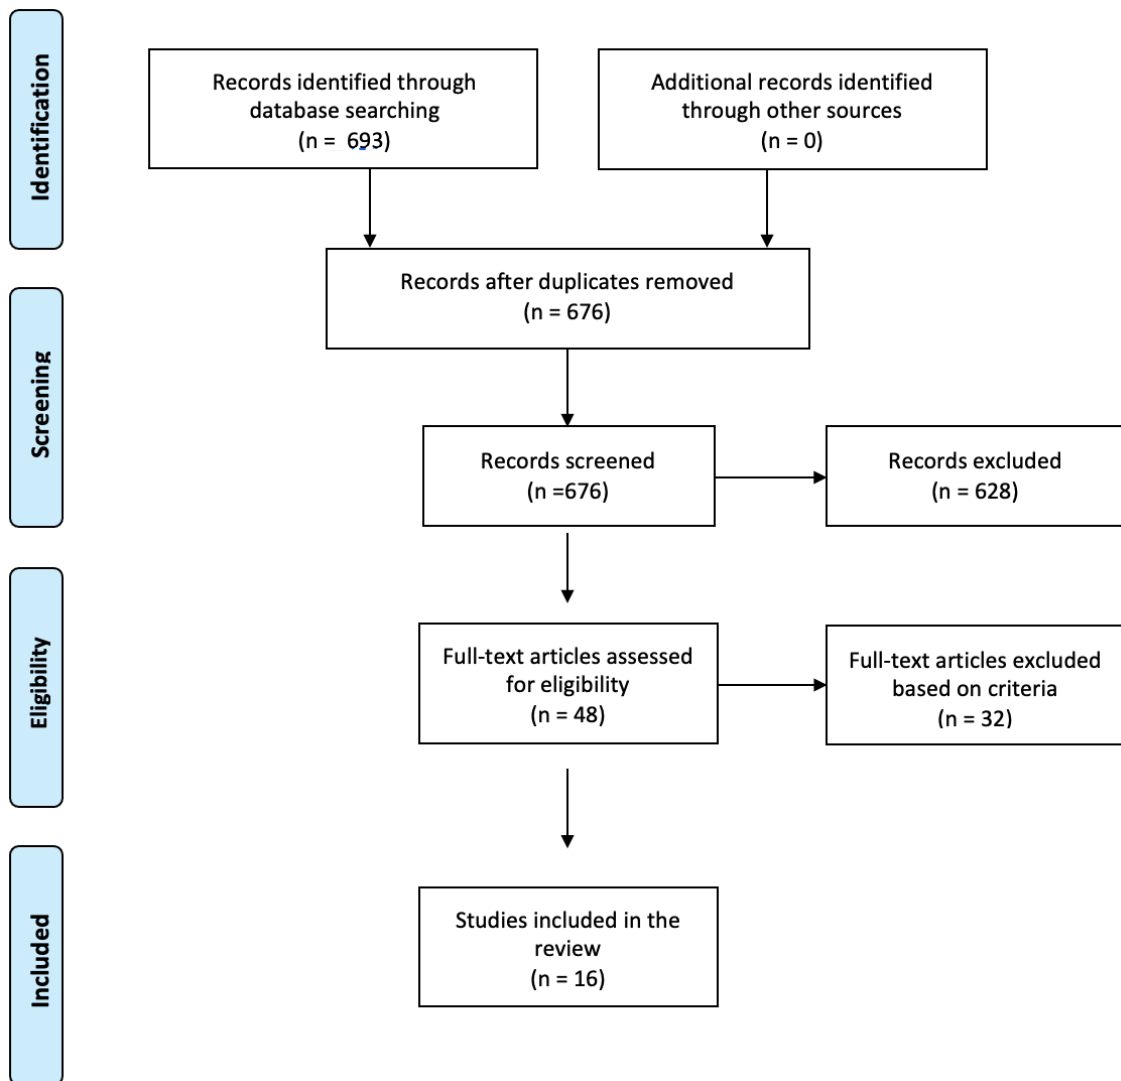 Identification
Records identified through
database searching
(n =  693)
Additional records identified
through other sources
(n = 0)
Records after duplicates removed
(n = 676)
Screening
Records screened
(n =676)
Records excluded
(n = 628)
Eligibility
Full-text articles assessed
for eligibility
(n = 48)
Full-text articles excluded
based on criteria
(n = 32)
Included
Studies included in the
review
(n = 16)